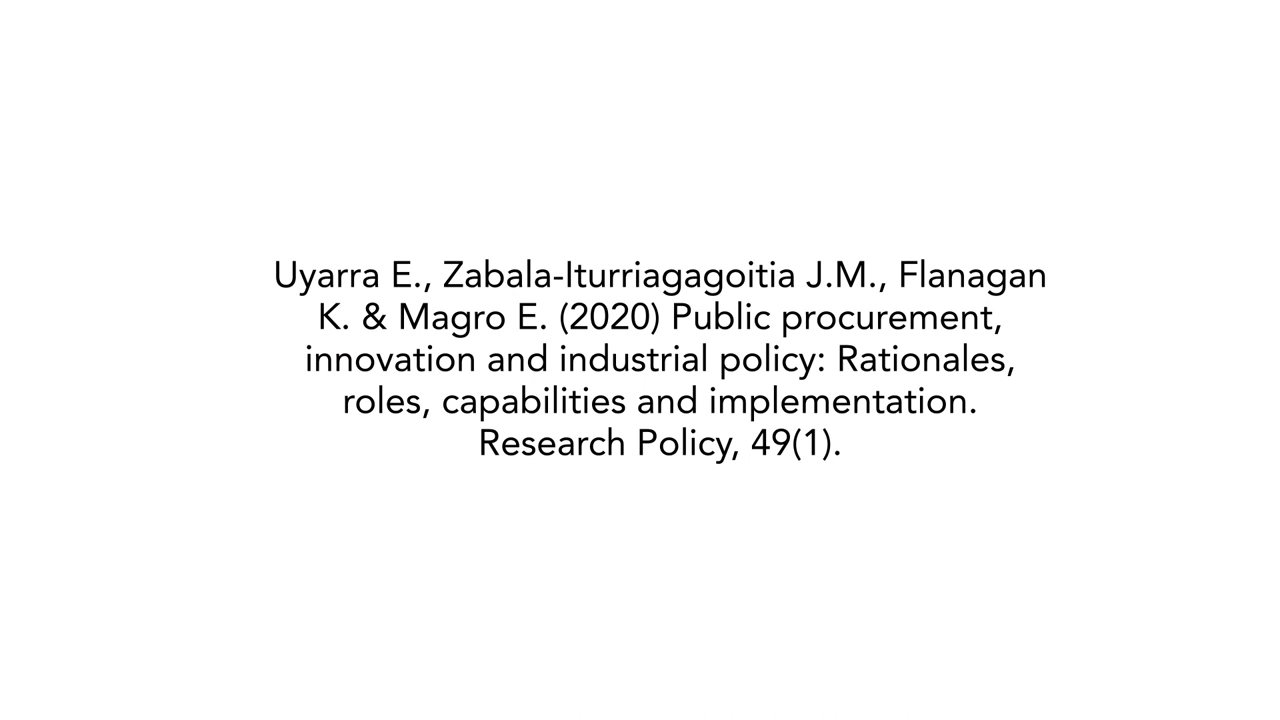 Uyarra E., Zabala-Iturriagagoitia J.M., Flanagan
K. & Magro E. (2020) Public procurement,
innovation and industrial policy: Rationales,
roles, capabilities and implementation.
Research Policy, 49(1).